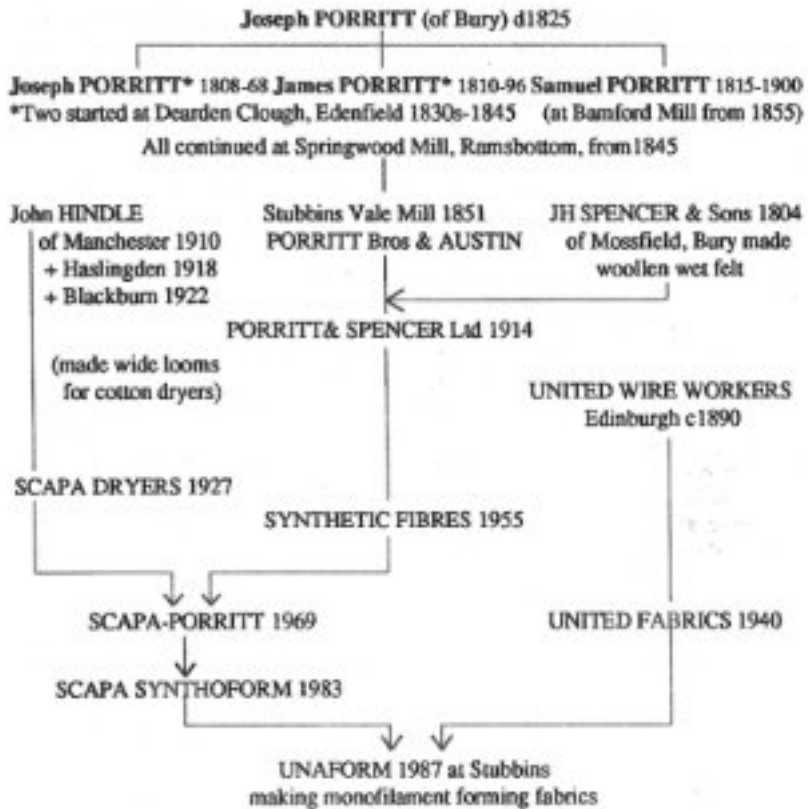 Joseph PORRITT (of Bury) d1825
Joseph PORRITT* 1808-68 James PORRITT* 1810-96 Samuel PORRITT 1815-1900
*Two started at Dearden Clough, Edenfield 1830s-1845 (at Bamford Mill from 1855)
All continued at Springwood Mill, Ramsbottom, from1845
John HINDLE
of Manchester 1910
+ Haslingden 1918
+ Blackburn 1922
Stubbins Vale Mill 1851
PORRITT Bros & AUSTIN
JH SPENCER & Sons 1804
of Mossfield, Bury made
woollen wet felt
PORRITT& SPENCER Ltd 1914
(made wide looms
for cotton dryers)
UNITED WIRE WORKERS
Edinburgh c1890
SCAPA DRYERS 1927
SYNTHETIC FIBRES 1955
SCAPA-PORRITT 1969
UNITED FABRICS 1940
SCAPA SYNTHOFORM 1983
UNAFORM 1987 at Stubbins
making monofilament forming fabrics